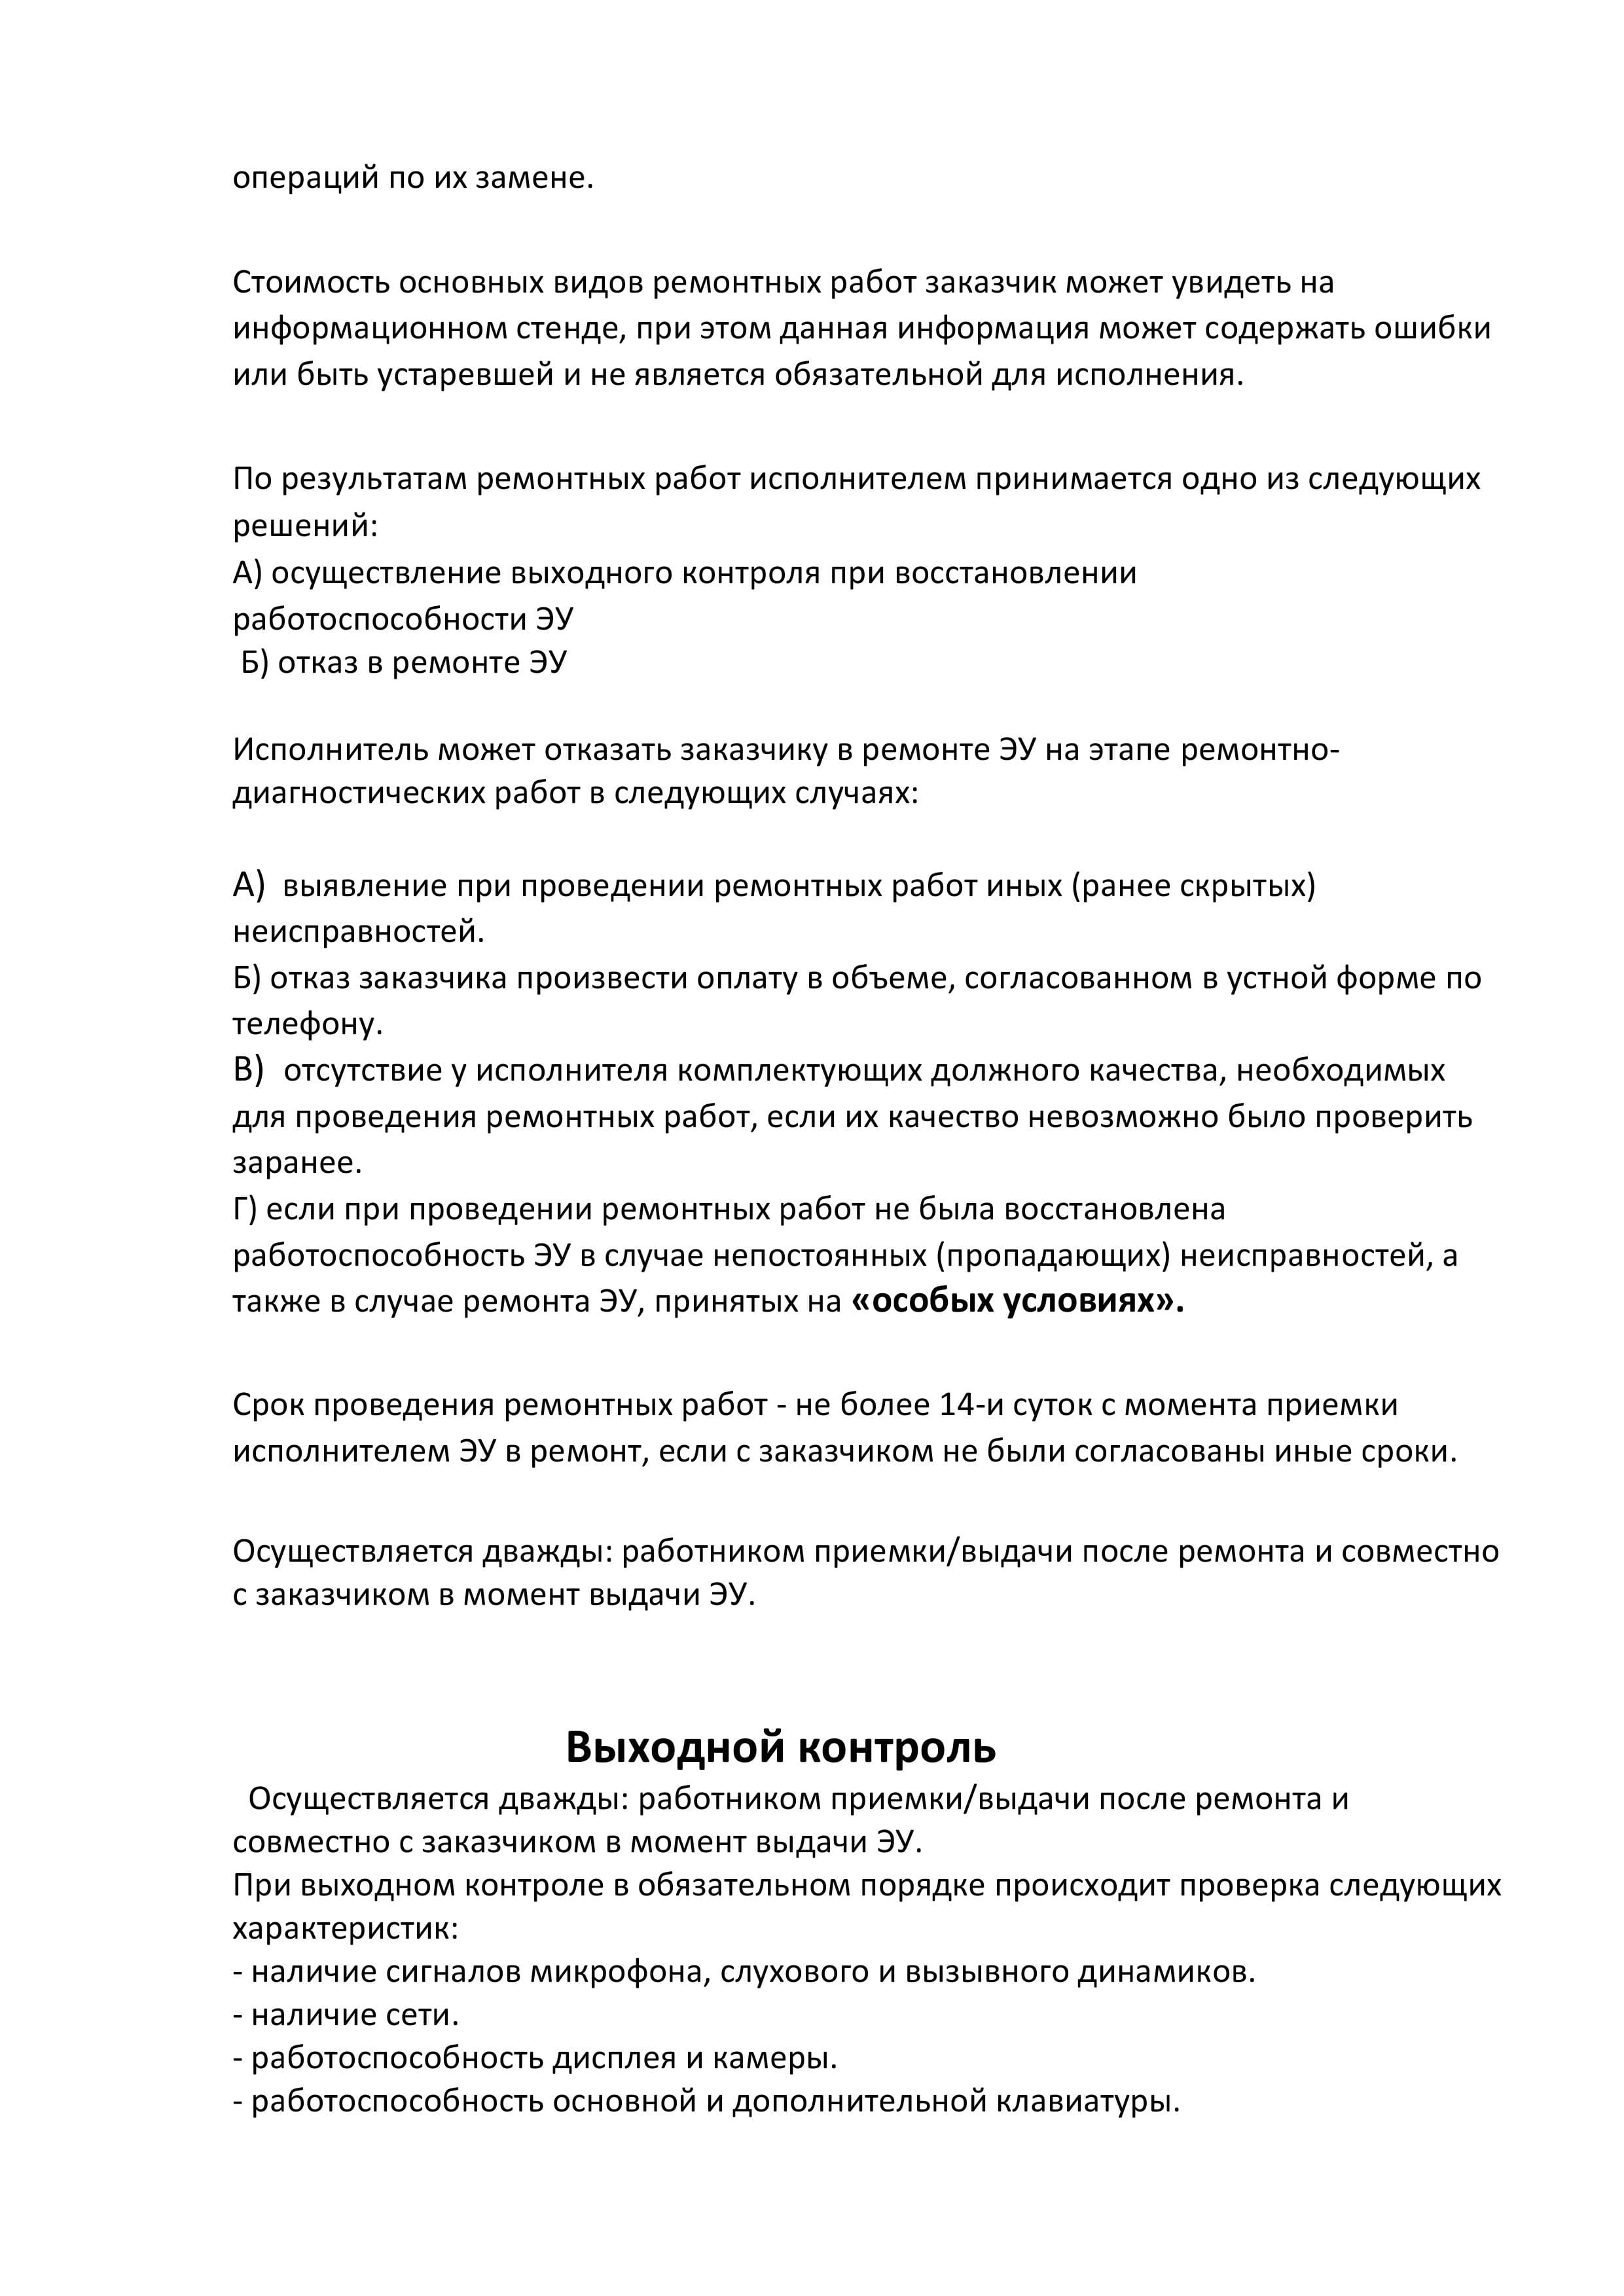 операций по их замене.
Стоимость основных видов ремонтных работ заказчик может увидеть на
информационном стенде, при этом данная информация может содержать ошибки
или быть устаревшей и не является обязательной для исполнения.
По результатам ремонтных работ исполнителем принимается одно из следующих
решений:
А) осуществление выходного контроля при восстановлении
работоспособности ЭУ
Б) отказ в ремонте ЭУ
Исполнитель может отказать заказчику в ремонте ЭУ на этапе ремонтно-
диагностических работ в следующих случаях:
А) выявление при проведении ремонтных работ иных (ранее скрытых)
неисправностей.
Б) отказ заказчика произвести оплату в объеме, согласованном в устной форме по
телефону.
В) отсутствие у исполнителя комплектующих должного качества, необходимых
для проведения ремонтных работ, если их качество невозможно было проверить
заранее.
Г) если при проведении ремонтных работ не была восстановлена
работоспособность ЭУ в случае непостоянных (пропадающих) неисправностей, а
также в случае ремонта ЭУ, принятых на «особых условиях».
Срок проведения ремонтных работ - не более 14-и суток с момента приемки
исполнителем ЭУ в ремонт, если с заказчиком не были согласованы иные сроки.
Осуществляется дважды: работником приемки/выдачи после ремонта и совместно
с заказчиком в момент выдачи ЭУ.
Выходной контроль
Осуществляется дважды: работником приемки/выдачи после ремонта и
совместно с заказчиком в момент выдачи ЭУ.
При выходном контроле в обязательном порядке происходит проверка следующих
характеристик:
- наличие сигналов микрофона, слухового и вызывного динамиков.
- наличие сети.
- работоспособность дисплея и камеры.
- работоспособность основной и дополнительной клавиатуры.